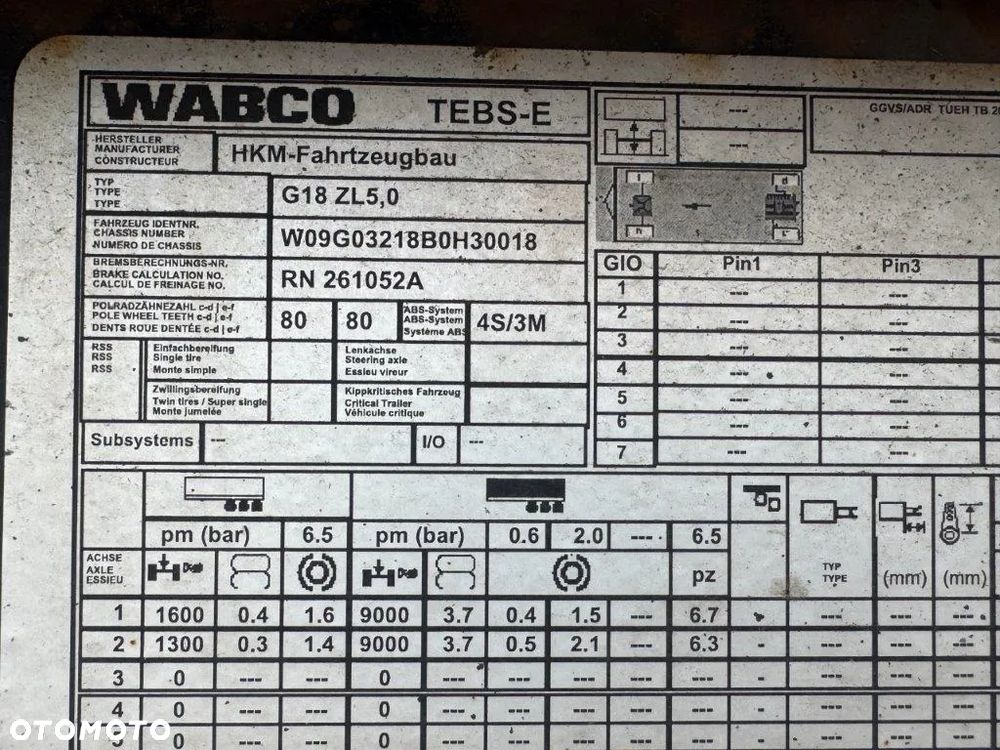 WABCO TEBS-E
HERSTELLER
MANUFACTURER
CONSTRUCTEUR
HKM-Fahrtzeugbau
TYP
TYPE
TYPE
G18 ZL5,0
FAHRZEUG IDENTNR.
CHASSIS NUMBER
NUMERO DE CHASSIS
W09G03218B0H30018
BREMSBERECHNUNGS-NR.
BRAKE CALCULATION NO.
CALCUL DE FREINAGE NO.
RN 261052A
POLRADZÄHNEZAHL c-d | e-f
POLE WHEEL TEETH c-d | e-f
DENTS ROUE DENTÉE c-d | e-f
80 80
ABS-System
ABS-System
Système ABS
4S/3M
RSS
RSS
RSS
Einfachbereifung
Single tire
Monte simple
Lenkachse
Steering axle
Essieu vireur
Zwillingsbereifung
Twin tires / Super single
Monte jumelée
Kippkritisches Fahrzeug
Critical Trailer
Véhicule critique
Subsystems --- I/O ---
---
---
GGVS/ADR TUEH TB
GIO Pin1 Pin3
1 --- ---
2 --- ---
3 --- ---
4 --- ---
5 --- ---
6 --- ---
7 --- ---
pm (bar) 6.5 pm (bar) 0.6 2.0 --- 6.5
ACHSE
AXLE
ESSIEU
pz
TYP
TYPE
(mm) (mm)
1 1600 0.4 1.6 9000 3.7 0.4 1.5 --- 6.7 - --- --- ---
2 1300 0.3 1.4 9000 3.7 0.5 2.1 --- 6.3 - --- --- ---
3 0 --- --- 0 --- --- --- --- --- - --- --- ---
4 0 --- --- 0 --- --- --- --- --- - --- --- ---
5 0 --- --- 0 --- --- --- --- --- - --- --- ---
OTOMOTO